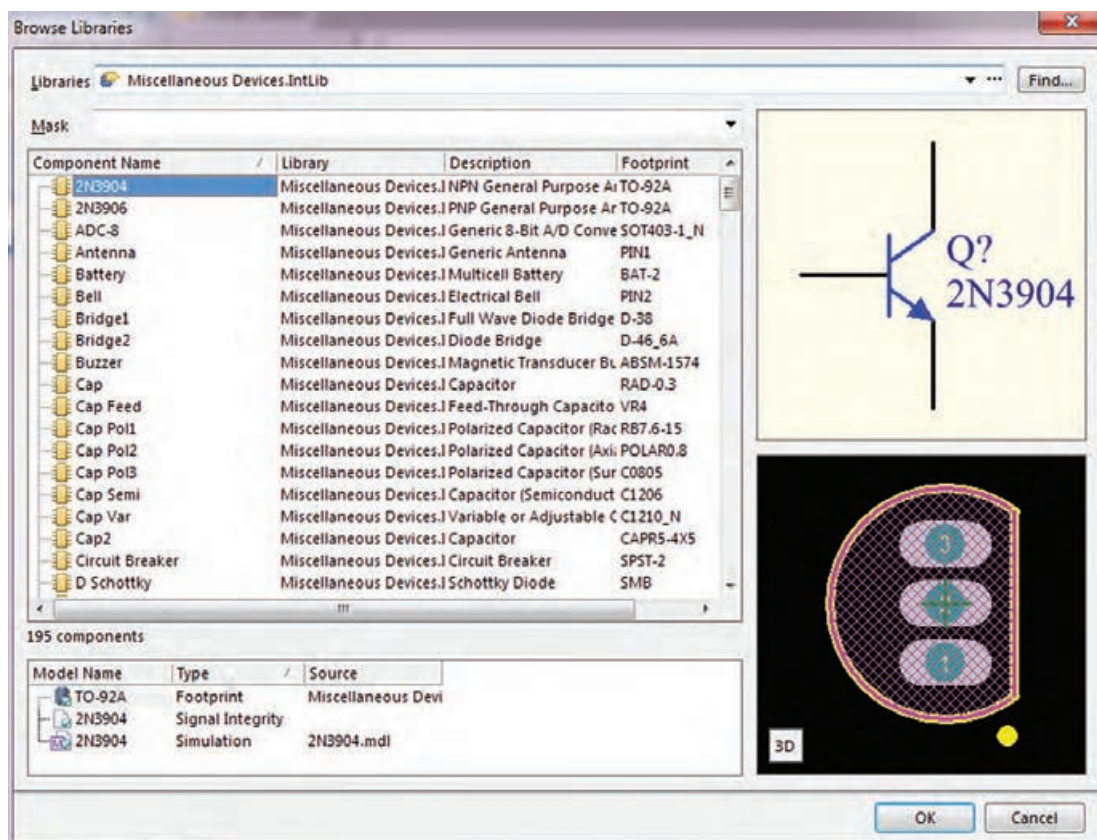 Browse Libraries
Libraries Miscellaneous Devices.IntLib ... Find...
Mask
Component Name / Library Description Footprint
2N3904 Miscellaneous Devices.I NPN General Purpose Ar TO-92A
2N3906 Miscellaneous Devices.I PNP General Purpose Ar TO-92A
ADC-8 Miscellaneous Devices.I Generic 8-Bit A/D Conve SOT403-1_N
Antenna Miscellaneous Devices.I Generic Antenna PIN1
Battery Miscellaneous Devices.I Multicell Battery BAT-2
Bell Miscellaneous Devices.I Electrical Bell PIN2
Bridge1 Miscellaneous Devices.I Full Wave Diode Bridge D-38
Bridge2 Miscellaneous Devices.I Diode Bridge D-46_6A
Buzzer Miscellaneous Devices.I Magnetic Transducer Bu ABSM-1574
Cap Miscellaneous Devices.I Capacitor RAD-0.3
Cap Feed Miscellaneous Devices.I Feed-Through Capacito VR4
Cap Pol1 Miscellaneous Devices.I Polarized Capacitor (Rac RB7.6-15
Cap Pol2 Miscellaneous Devices.I Polarized Capacitor (Axi POLAR0.8
Cap Pol3 Miscellaneous Devices.I Polarized Capacitor (Sur C0805
Cap Semi Miscellaneous Devices.I Capacitor (Semiconduct C1206
Cap Var Miscellaneous Devices.I Variable or Adjustable C C1210_N
Cap2 Miscellaneous Devices.I Capacitor CAPR5-4X5
Circuit Breaker Miscellaneous Devices.I Circuit Breaker SPST-2
D Schottky Miscellaneous Devices.I Schottky Diode SMB
195 components
Model Name Type / Source
TO-92A Footprint Miscellaneous Devi
2N3904 Signal Integrity
2N3904 Simulation 2N3904.mdl
Q?
2N3904
3
2
1
3D
OK Cancel